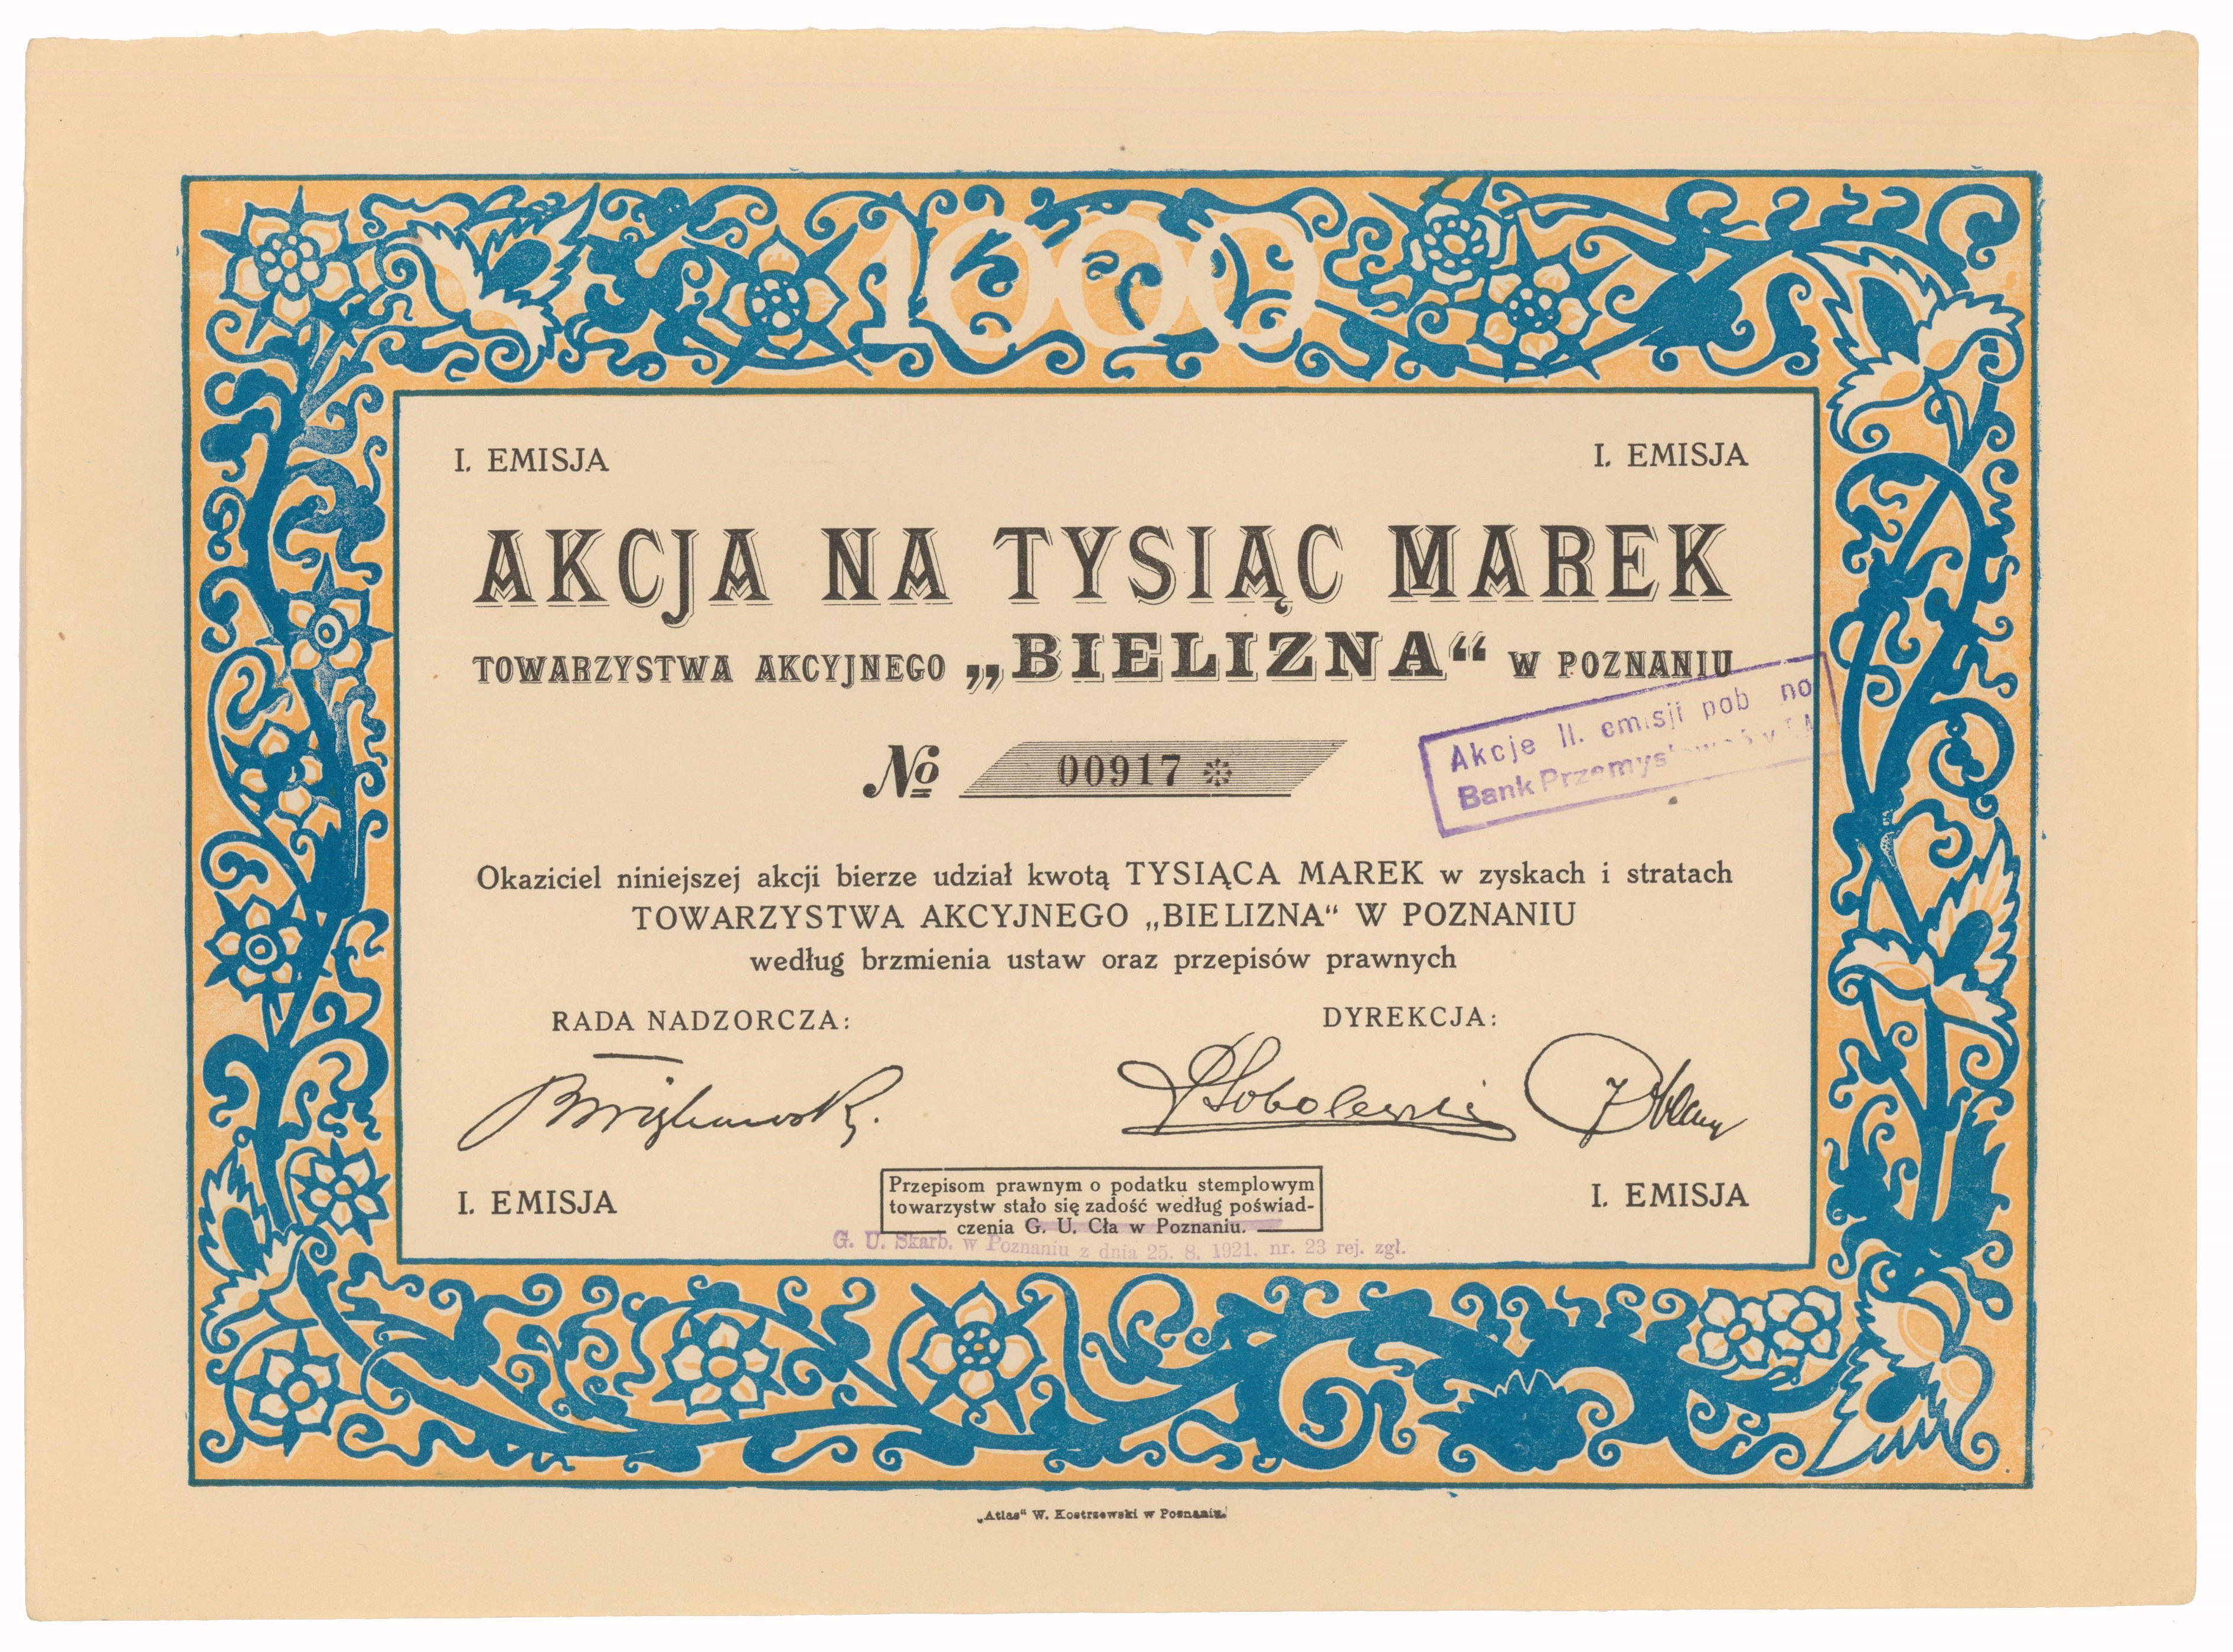 1000
I. EMISJA
I. EMISJA
AKCJA NA TYSIĄC MAREK
TOWARZYSTWA AKCYJNEGO „BIELIZNA“ W POZNANIU
Akcje II. emisji pob no
Bank Przemys
No 00917 *
Okaziciel niniejszej akcji bierze udział kwotą TYSIĄCA MAREK w zyskach i stratach
TOWARZYSTWA AKCYJNEGO „BIELIZNA“ W POZNANIU
według brzmienia ustaw oraz przepisów prawnych
RADA NADZORCZA:
DYREKCJA:
I. EMISJA
Przepisom prawnym o podatku stemplowym
towarzystw stało się zadość według poświad-
czenia G. U. Cła w Poznaniu.
G. U. Skarb. w Poznaniu z dnia 25. 8. 1921. nr. 23 rej. zgł.
I. EMISJA
„Atlas“ W. Kostrzewski w Poznaniu.